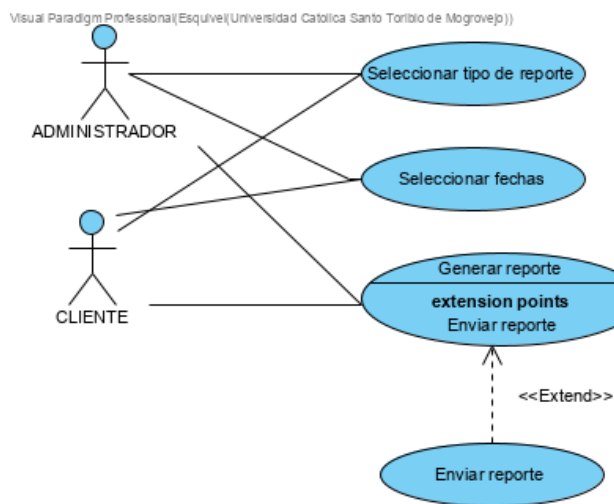 Visual Paradigm Professional(Esquivel(Universidad Catolica Santo Toribio de Mogrovejo))
Seleccionar tipo de reporte
ADMINISTRADOR
Seleccionar fechas
Generar reporte
extension points
Enviar reporte
CLIENTE
<<Extend>>
Enviar reporte